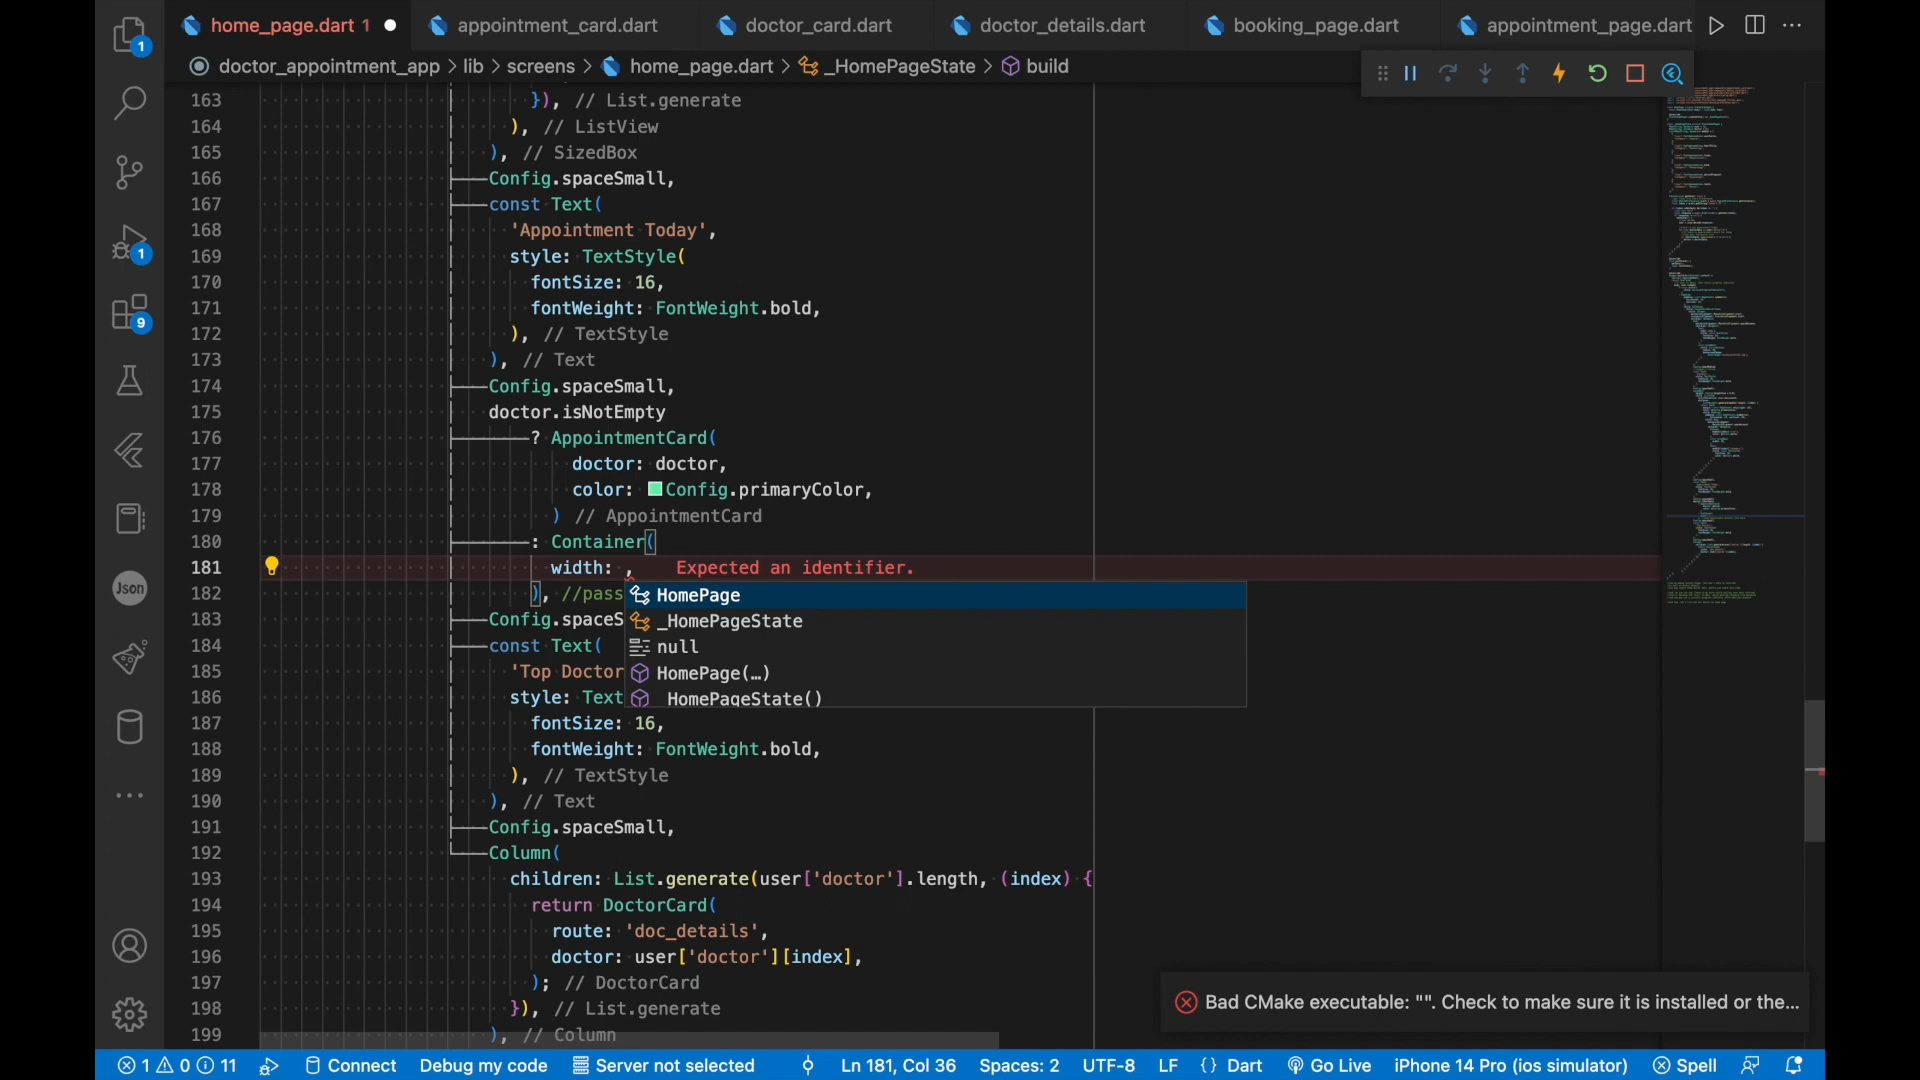 home_page.dart 1
appointment_card.dart
doctor_card.dart
doctor_details.dart
booking_page.dart
appointment_page.dart
doctor_appointment_app > lib > screens > home_page.dart > _HomePageState > build
163 }), // List.generate
164 ), // ListView
165 ), // SizedBox
166 Config.spaceSmall,
167 const Text(
168 'Appointment Today',
169 style: TextStyle(
170 fontSize: 16,
171 fontWeight: FontWeight.bold,
172 ), // TextStyle
173 ), // Text
174 Config.spaceSmall,
175 doctor.isNotEmpty
176 ? AppointmentCard(
177 doctor: doctor,
178 color: Config.primaryColor,
179 ) // AppointmentCard
180 : Container(
181 width: , Expected an identifier.
182 ), //pass
183 Config.spaceS
184 const Text(
185 'Top Doctor
186 style: Text
187 fontSize: 16,
188 fontWeight: FontWeight.bold,
189 ), // TextStyle
190 ), // Text
191 Config.spaceSmall,
192 Column(
193 children: List.generate(user['doctor'].length, (index) {
194 return DoctorCard(
195 route: 'doc_details',
196 doctor: user['doctor'][index],
197 ); // DoctorCard
198 }), // List.generate
199 ), // Column
HomePage
_HomePageState
null
HomePage(…)
_HomePageState()
1
1
9
Json
Bad CMake executable: "". Check to make sure it is installed or the...
1 0 11
Connect
Debug my code
Server not selected
Ln 181, Col 36
Spaces: 2
UTF-8
LF
{} Dart
Go Live
iPhone 14 Pro (ios simulator)
Spell